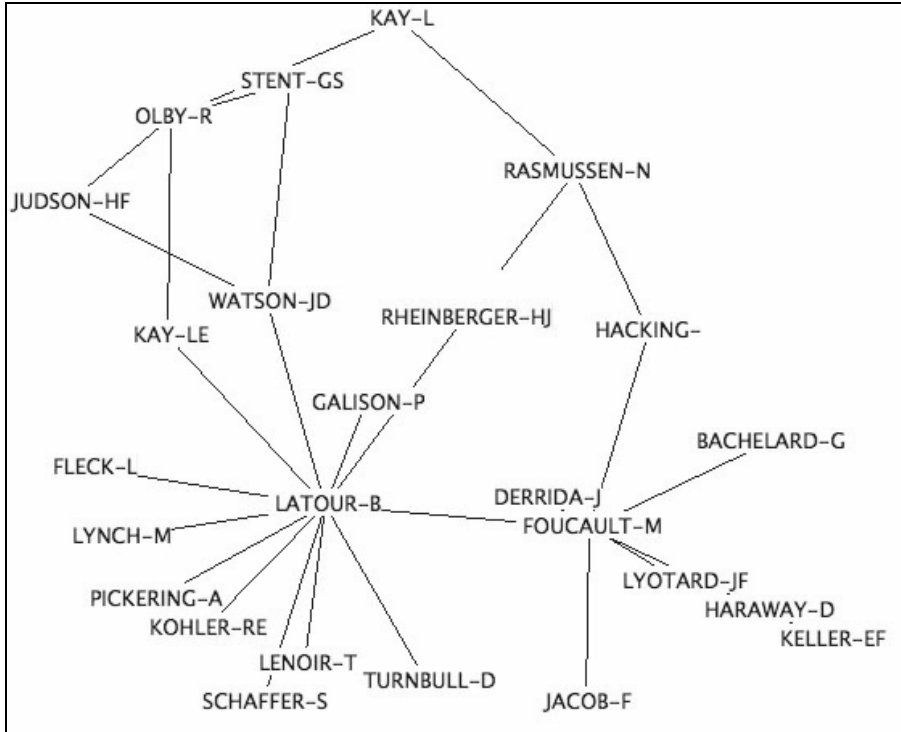 KAY–L
STENT–GS
OLBY–R
RASMUSSEN–N
JUDSON–HF
WATSON–JD
RHEINBERGER–HJ
HACKING–
KAY–LE
GALISON–P
BACHELARD–G
FLECK–L
DERRIDA–J
LATOUR–B
FOUCAULT–M
LYNCH–M
LYOTARD–JF
PICKERING–A
HARAWAY–D
KOHLER–RE
KELLER–EF
LENOIR–T
TURNBULL–D
SCHAFFER–S
JACOB–F